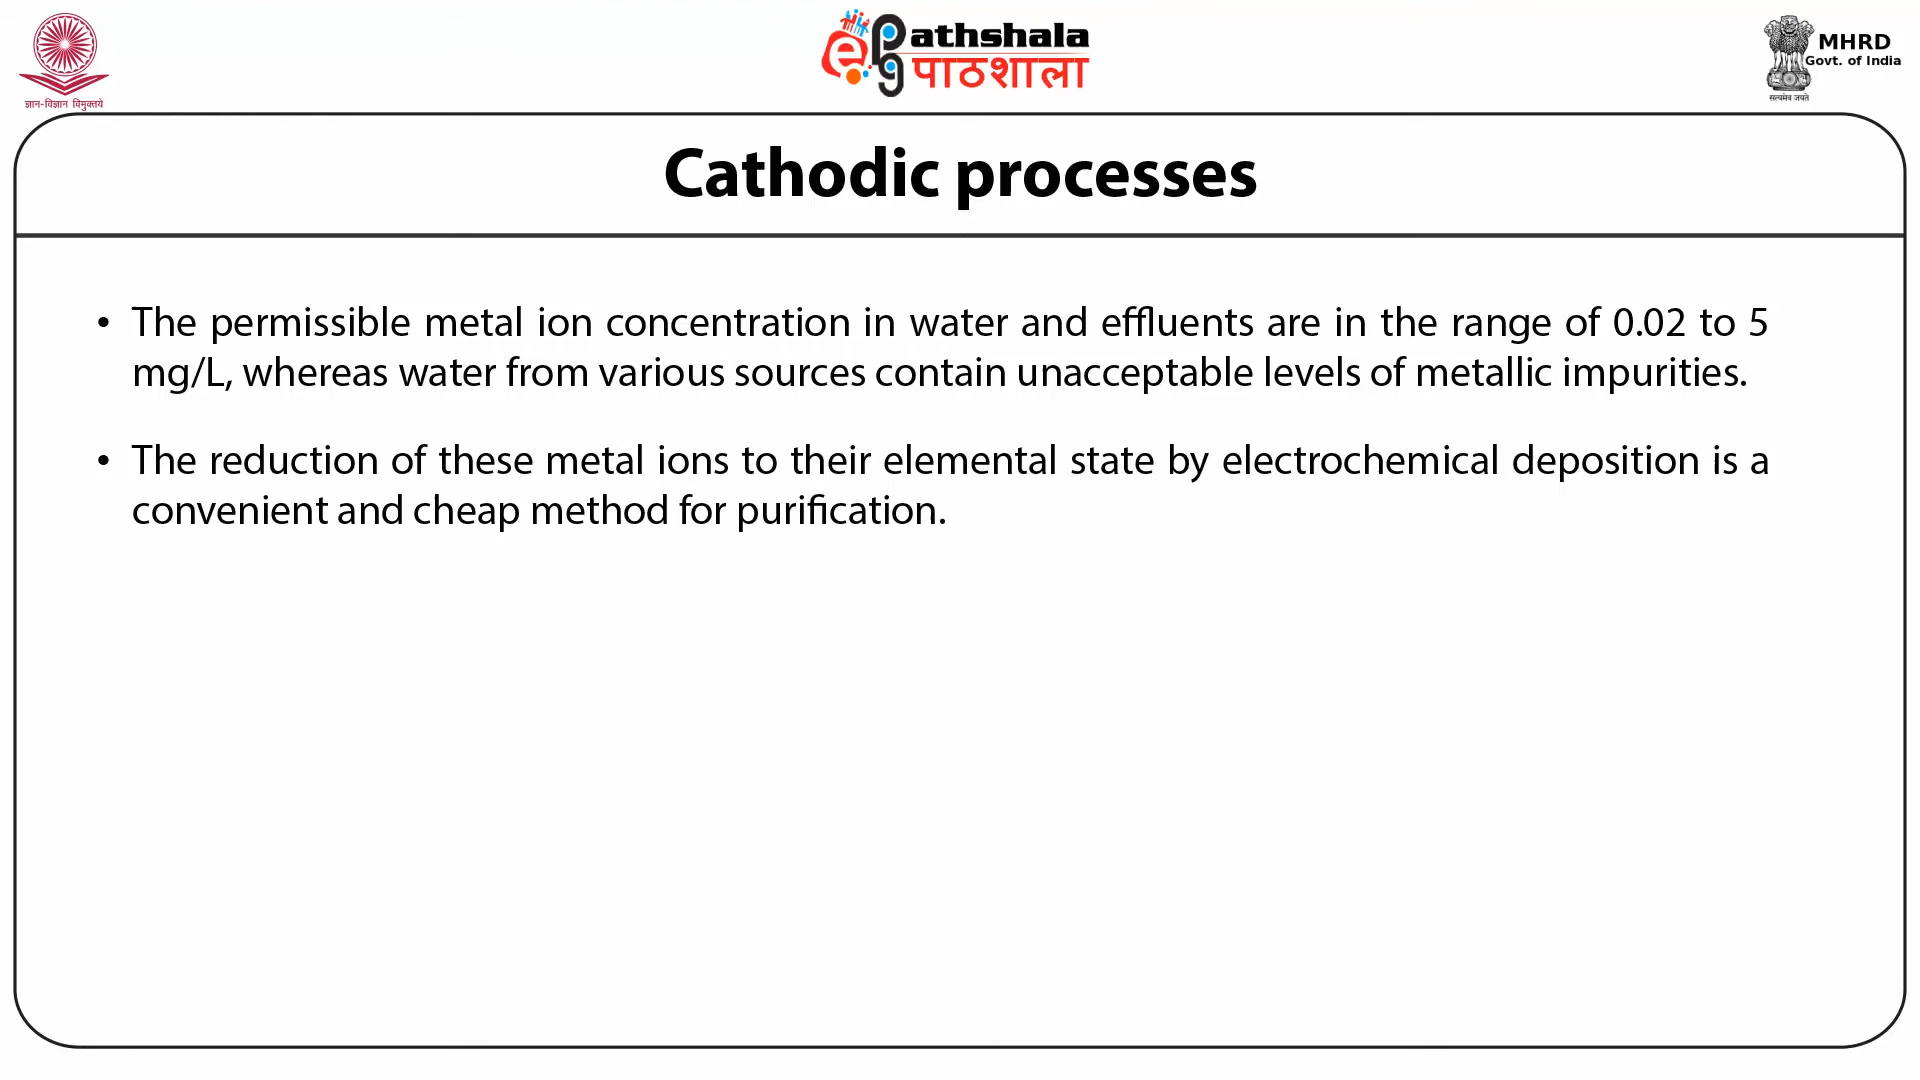 ज्ञान-विज्ञान विमुक्तये
ePathshala
पाठशाला
MHRD
Govt. of India
सत्यमेव जयते
Cathodic processes
• The permissible metal ion concentration in water and effluents are in the range of 0.02 to 5
mg/L, whereas water from various sources contain unacceptable levels of metallic impurities.
• The reduction of these metal ions to their elemental state by electrochemical deposition is a
convenient and cheap method for purification.